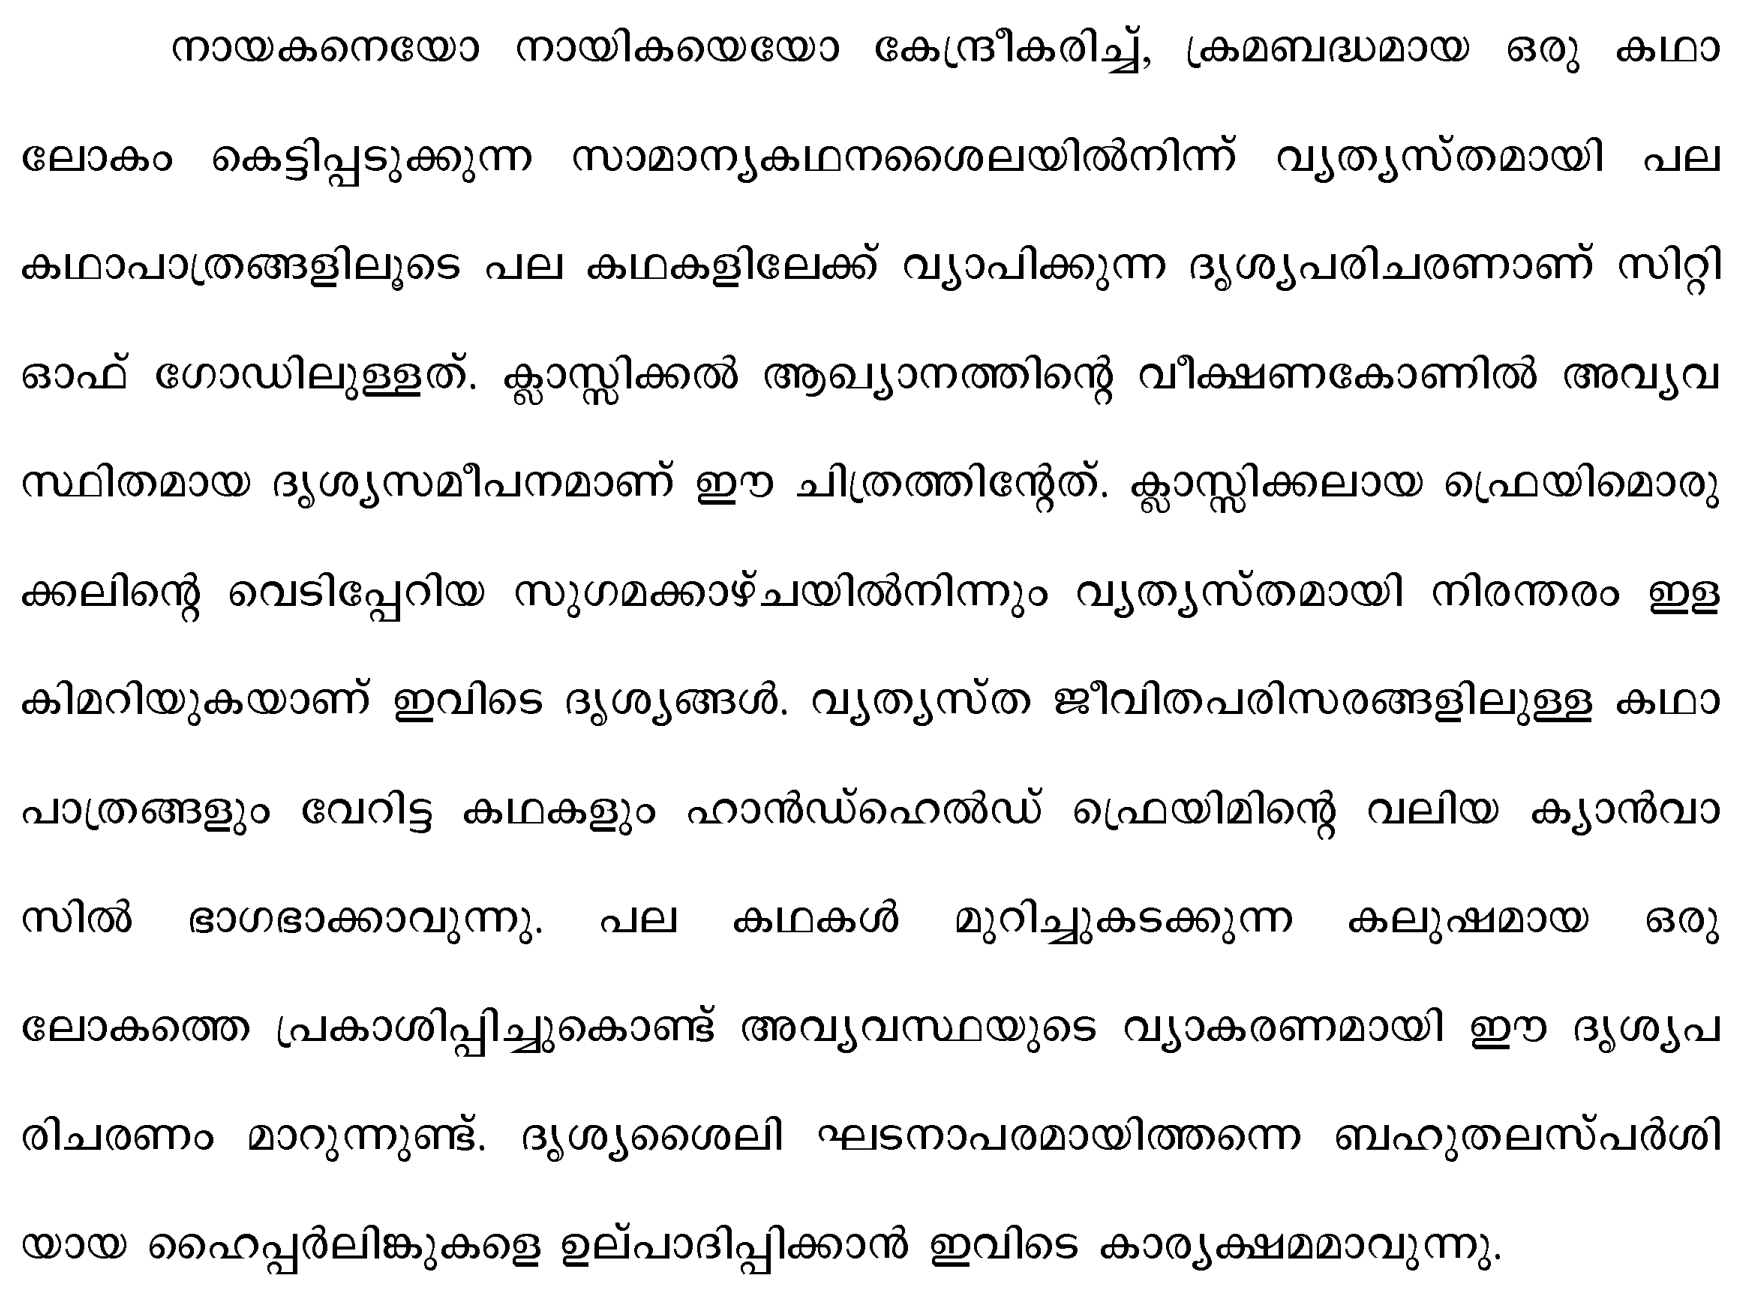 നായകനെയോ നായികയെയോ കേന്ദ്രീകരിച്ച്, ക്രമബദ്ധമായ ഒരു കഥാ
ലോകം കെട്ടിപ്പടുക്കുന്ന സാമാന്യകഥനശൈലയിൽനിന്ന് വ്യത്യസ്തമായി പല
കഥാപാത്രങ്ങളിലൂടെ പല കഥകളിലേക്ക് വ്യാപിക്കുന്ന ദൃശ്യപരിചരണാണ് സിറ്റി
ഓഫ് ഗോഡിലുള്ളത്. ക്ലാസ്സിക്കൽ ആഖ്യാനത്തിന്റെ വീക്ഷണകോണിൽ അവ്യവ
സ്ഥിതമായ ദൃശ്യസമീപനമാണ് ഈ ചിത്രത്തിന്റേത്. ക്ലാസ്സിക്കലായ ഫ്രെയിമൊരു
ക്കലിന്റെ വെടിപ്പേറിയ സുഗമക്കാഴ്ചയിൽനിന്നും വ്യത്യസ്തമായി നിരന്തരം ഇള
കിമറിയുകയാണ് ഇവിടെ ദൃശ്യങ്ങൾ. വ്യത്യസ്ത ജീവിതപരിസരങ്ങളിലുള്ള കഥാ
പാത്രങ്ങളും വേറിട്ട കഥകളും ഹാൻഡ്ഹെൽഡ് ഫ്രെയിമിന്റെ വലിയ ക്യാൻവാ
സിൽ ഭാഗഭാക്കാവുന്നു. പല കഥകൾ മുറിച്ചുകടക്കുന്ന കലുഷമായ ഒരു
ലോകത്തെ പ്രകാശിപ്പിച്ചുകൊണ്ട് അവ്യവസ്ഥയുടെ വ്യാകരണമായി ഈ ദൃശ്യപ
രിചരണം മാറുന്നുണ്ട്. ദൃശ്യശൈലി ഘടനാപരമായിത്തന്നെ ബഹുതലസ്പർശി
യായ ഹൈപ്പർലിങ്കുകളെ ഉല്പാദിപ്പിക്കാൻ ഇവിടെ കാര്യക്ഷമമാവുന്നു.